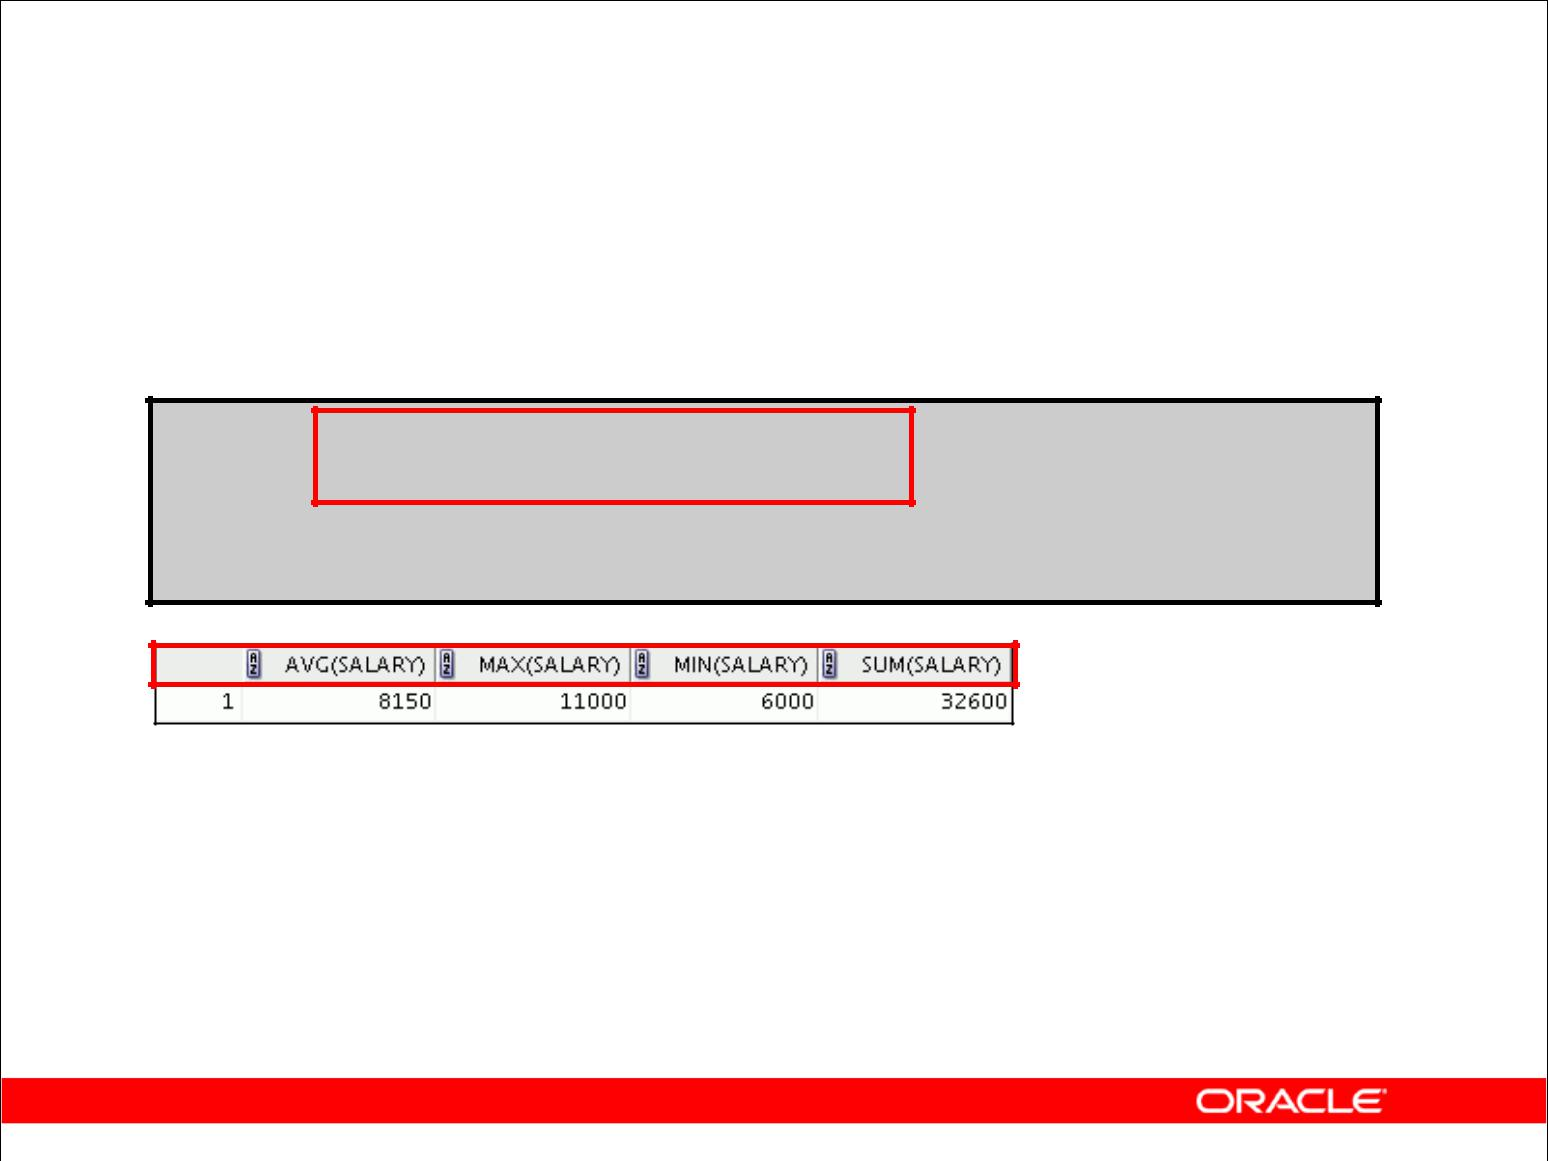 AVG(SALARY) MAX(SALARY) MIN(SALARY) SUM(SALARY)
1 8150 11000 6000 32600
ORACLE